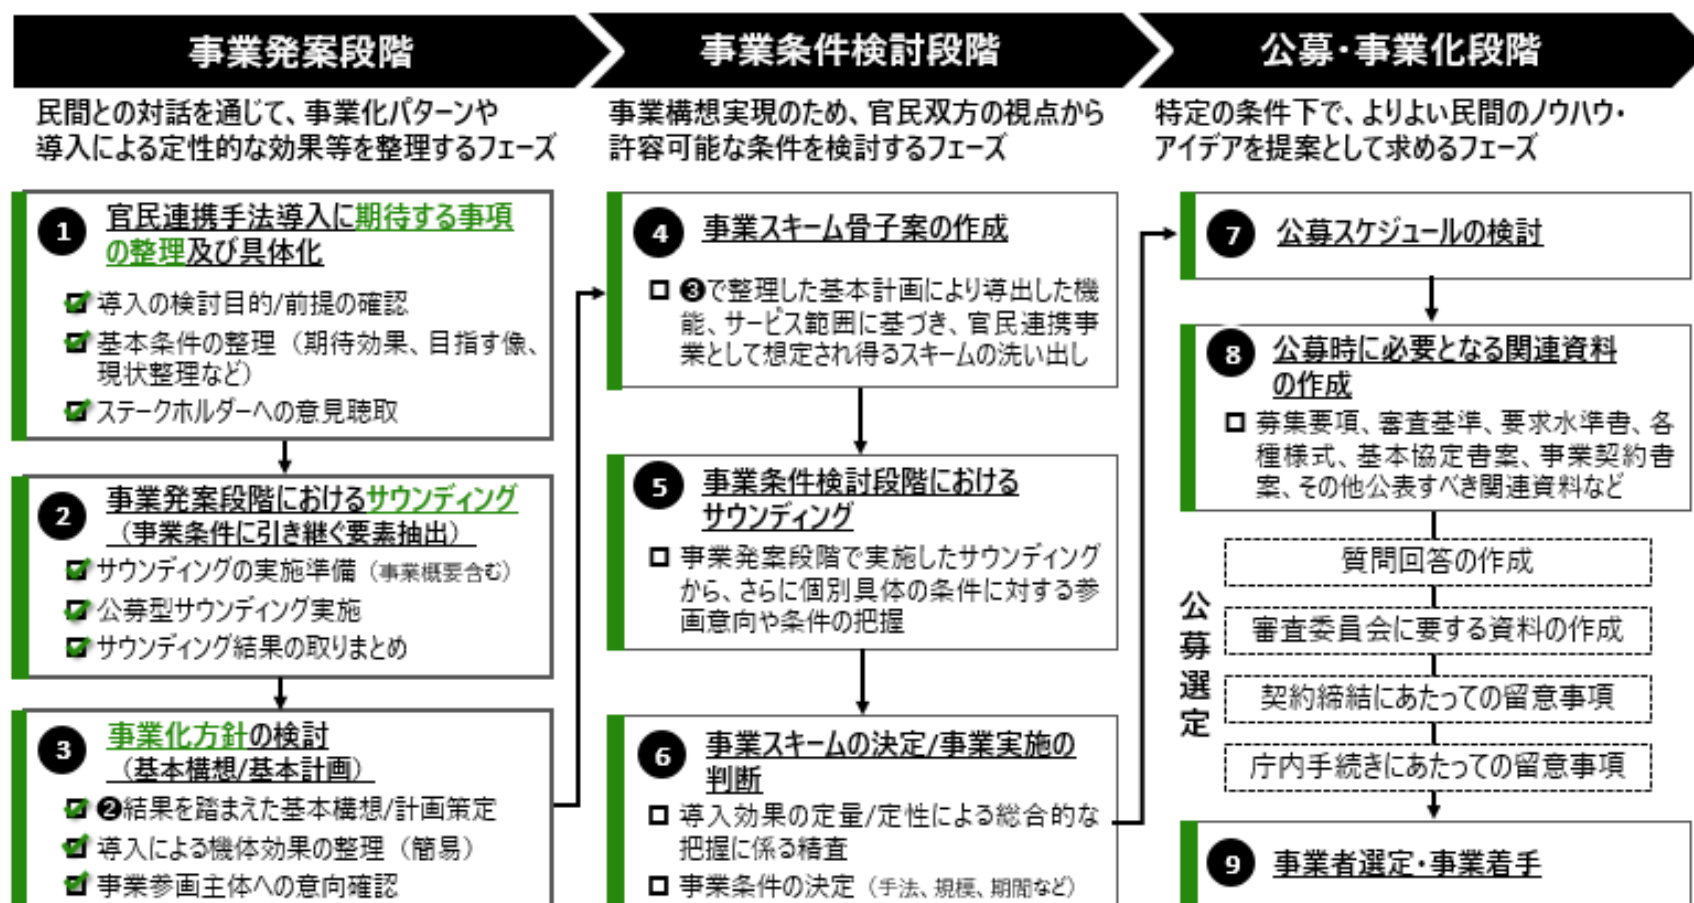 事業発案段階
民間との対話を通じて、事業化パターンや
導入による定性的な効果等を整理するフェーズ
1 官民連携手法導入に期待する事項
の整理及び具体化
導入の検討目的/前提の確認
基本条件の整理（期待効果、目指す像、
現状整理など）
ステークホルダーへの意見聴取
2 事業発案段階におけるサウンディング
（事業条件に引き継ぐ要素抽出）
サウンディングの実施準備（事業概要含む）
公募型サウンディング実施
サウンディング結果の取りまとめ
3 事業化方針の検討
（基本構想/基本計画）
❷結果を踏まえた基本構想/計画策定
導入による機体効果の整理（簡易）
事業参画主体への意向確認
事業条件検討段階
事業構想実現のため、官民双方の視点から
許容可能な条件を検討するフェーズ
4 事業スキーム骨子案の作成
❸で整理した基本計画により導出した機
能、サービス範囲に基づき、官民連携事
業として想定され得るスキームの洗い出し
5 事業条件検討段階における
サウンディング
事業発案段階で実施したサウンディング
から、さらに個別具体の条件に対する参
画意向や条件の把握
6 事業スキームの決定/事業実施の
判断
導入効果の定量/定性による総合的な
把握に係る精査
事業条件の決定（手法、規模、期間など）
公募・事業化段階
特定の条件下で、よりよい民間のノウハウ・
アイデアを提案として求めるフェーズ
7 公募スケジュールの検討
8 公募時に必要となる関連資料
の作成
募集要項、審査基準、要求水準書、各
種様式、基本協定書案、事業契約書
案、その他公表すべき関連資料など
公募選定
質問回答の作成
審査委員会に要する資料の作成
契約締結にあたっての留意事項
庁内手続きにあたっての留意事項
9 事業者選定・事業着手